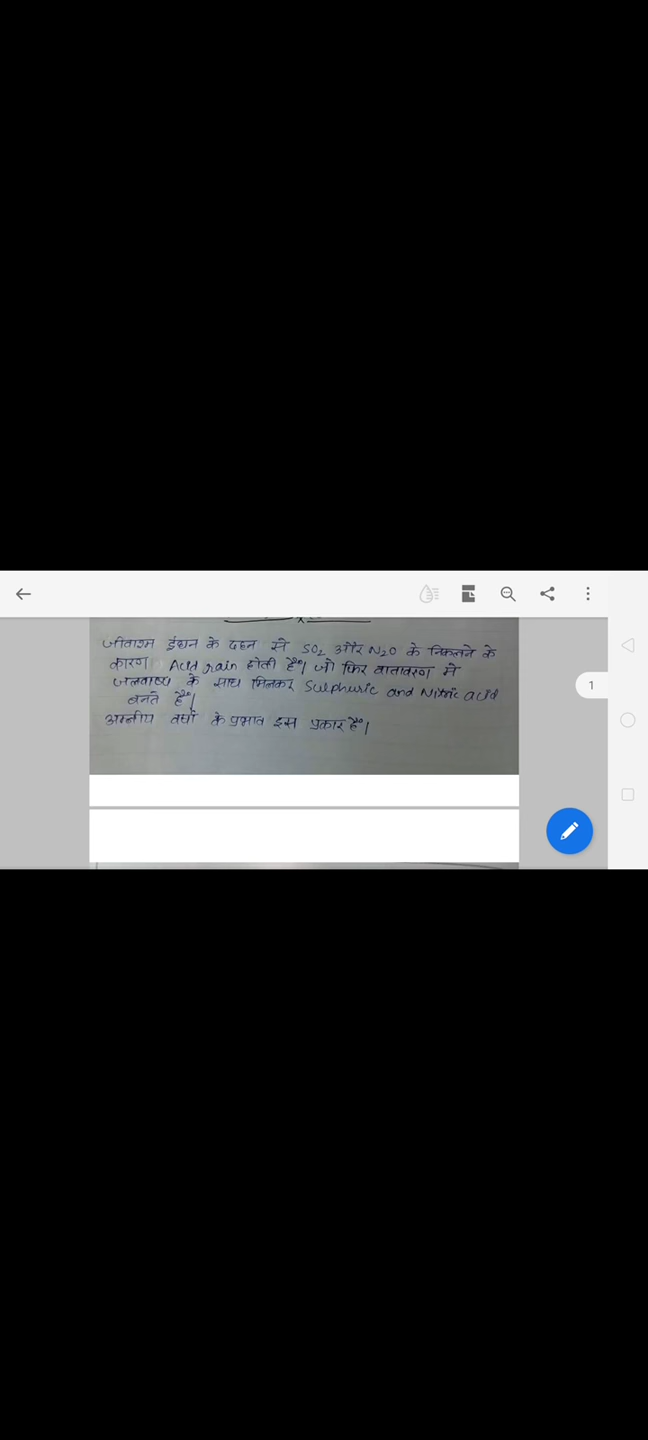 जीवाश्म ईंधन के दहन से SO2 और N2O के निकलने के
कारण Acid rain होती हैं। जो फिर वातावरण मे
जलवाष्प के साथ मिलकर Sulphuric and Nitric acid
बनते हैं।
अम्लीय वर्षा के प्रभाव इस प्रकार हैं।
1